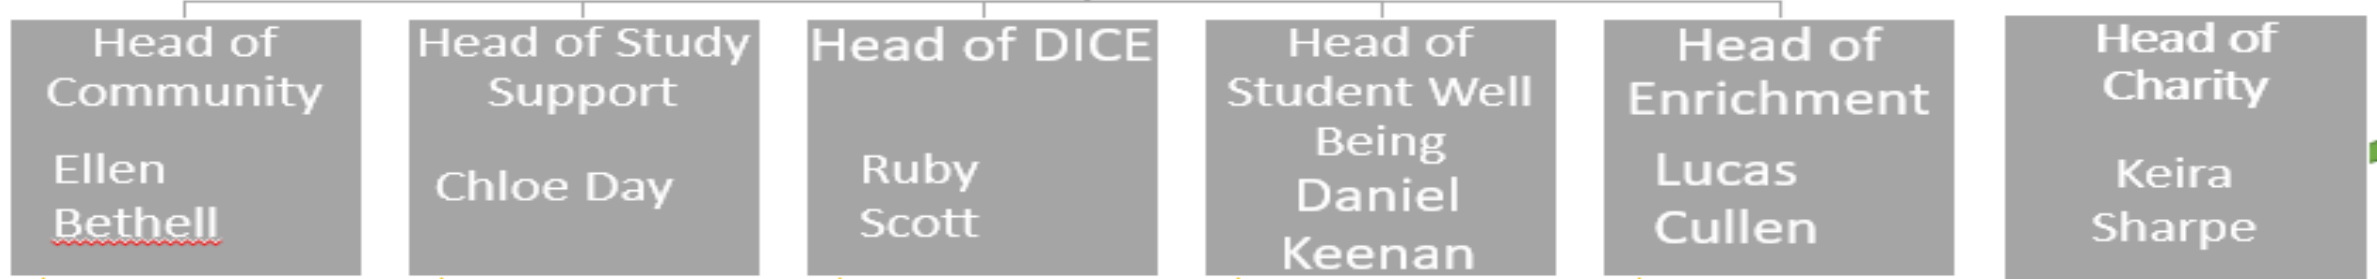 Head of
Community
Ellen
Bethell
Head of Study
Support
Chloe Day
Head of DICE
Ruby
Scott
Head of
Student Well
Being
Daniel
Keenan
Head of
Enrichment
Lucas
Cullen
Head of
Charity
Keira
Sharpe